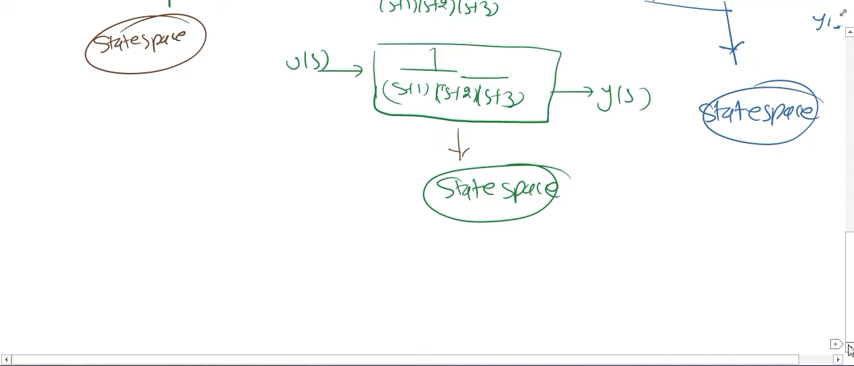 (s+1)(s+2)(s+3)
Statespace
U(s)
1
(s+1)(s+2)(s+3)
y(s)
Statespace
Statespace